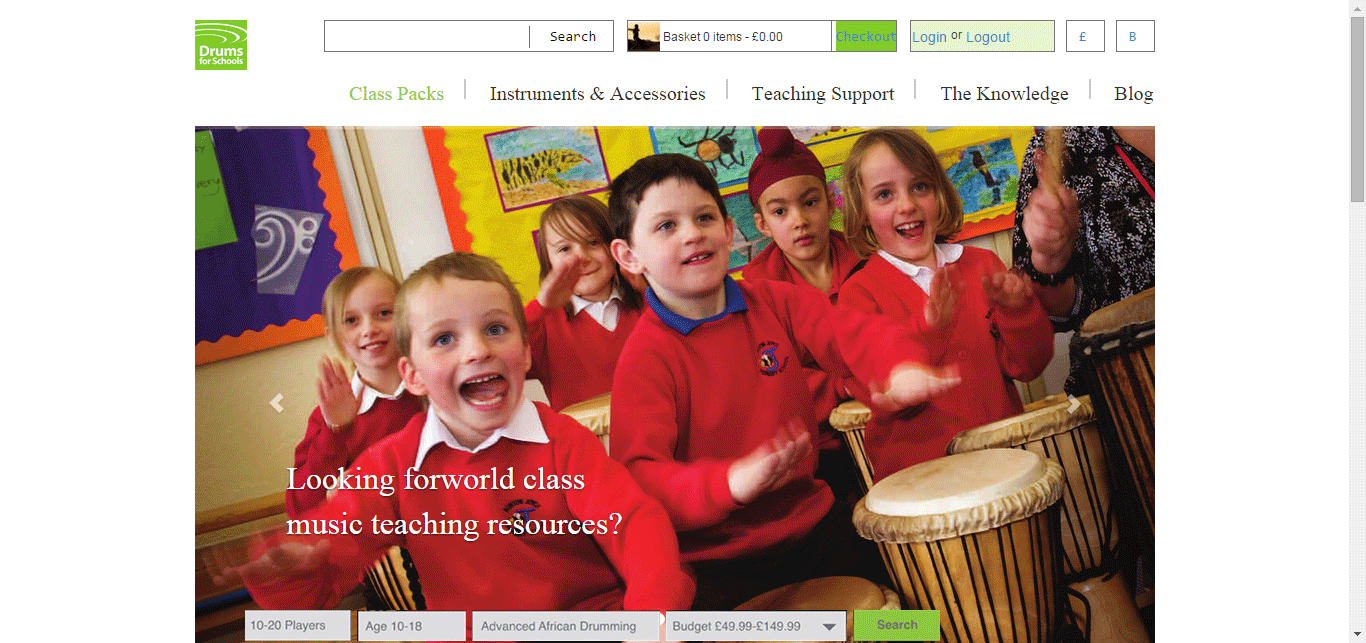 Drums
for Schools
Search
Basket 0 items - £0.00
Checkout
Login or Logout
£
B
Class Packs
Instruments & Accessories
Teaching Support
The Knowledge
Blog
Looking forworld class
music teaching resources?
10-20 Players
Age 10-18
Advanced African Drumming
Budget £49.99-£149.99
Search